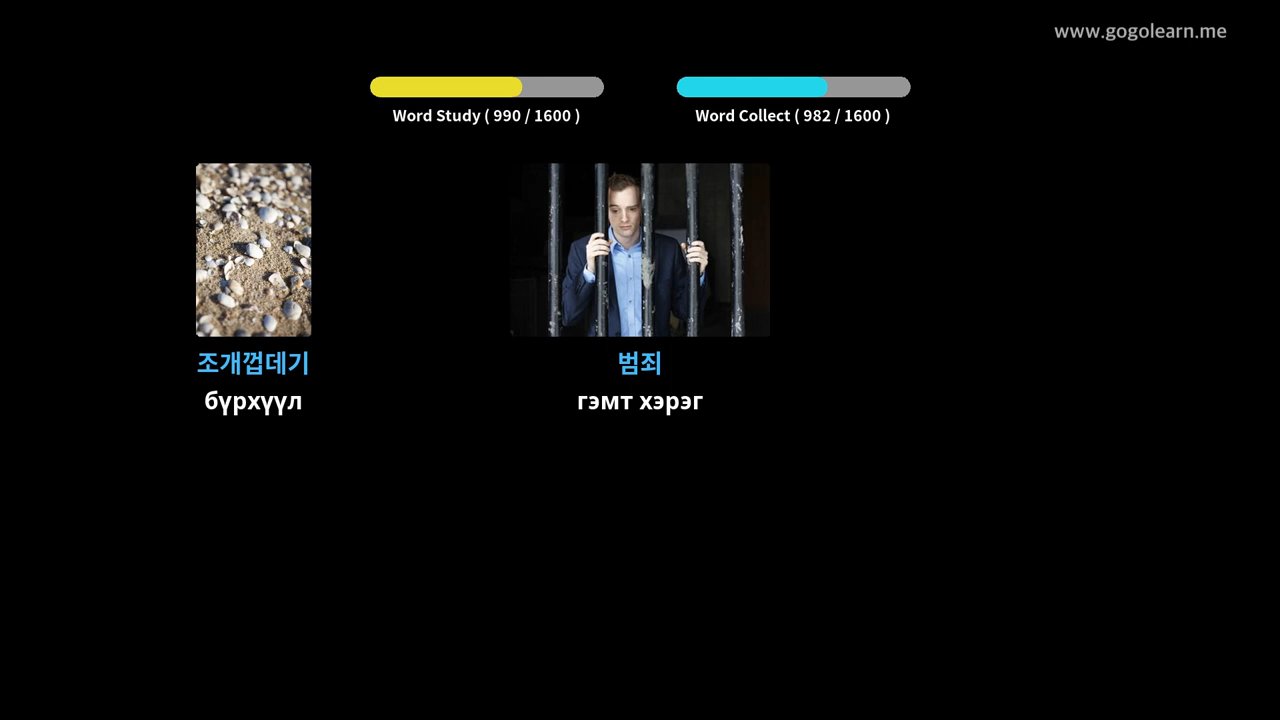 www.gogolearn.me
Word Study ( 990 / 1600 )
Word Collect ( 982 / 1600 )
조개껍데기
бүрхүүл
범죄
гэмт хэрэг